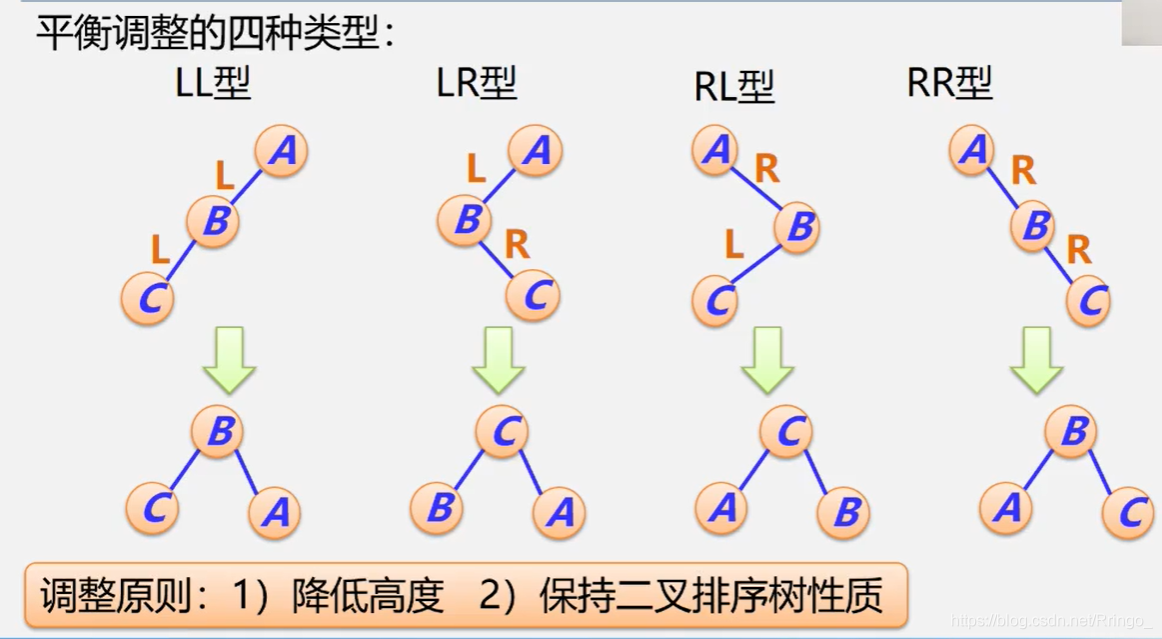 平衡调整的四种类型：
LL型 LR型 RL型 RR型
A A A A
L L R R
B B B B
L R L R
C C C C
B C C B
C A B A A B A C
调整原则：1）降低高度 2）保持二叉排序树性质
https://blog.csdn.net/Rringo_